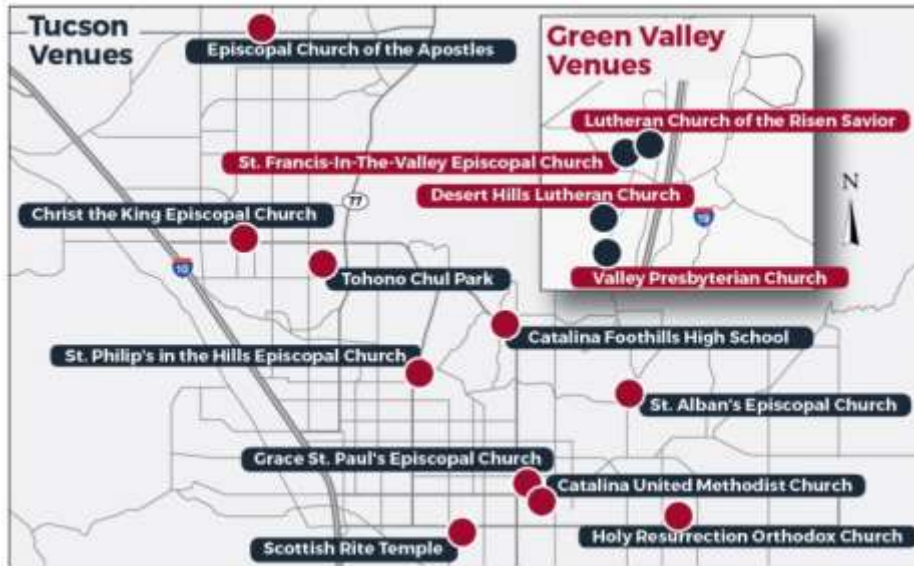 Tucson
Venues
Episcopal Church of the Apostles
Green Valley
Venues
Lutheran Church of the Risen Savior
St. Francis-In-The-Valley Episcopal Church
Desert Hills Lutheran Church
N
77
Christ the King Episcopal Church
19
10
Tohono Chul Park
Valley Presbyterian Church
Catalina Foothills High School
St. Philip's in the Hills Episcopal Church
St. Alban's Episcopal Church
Grace St. Paul's Episcopal Church
Catalina United Methodist Church
Holy Resurrection Orthodox Church
Scottish Rite Temple